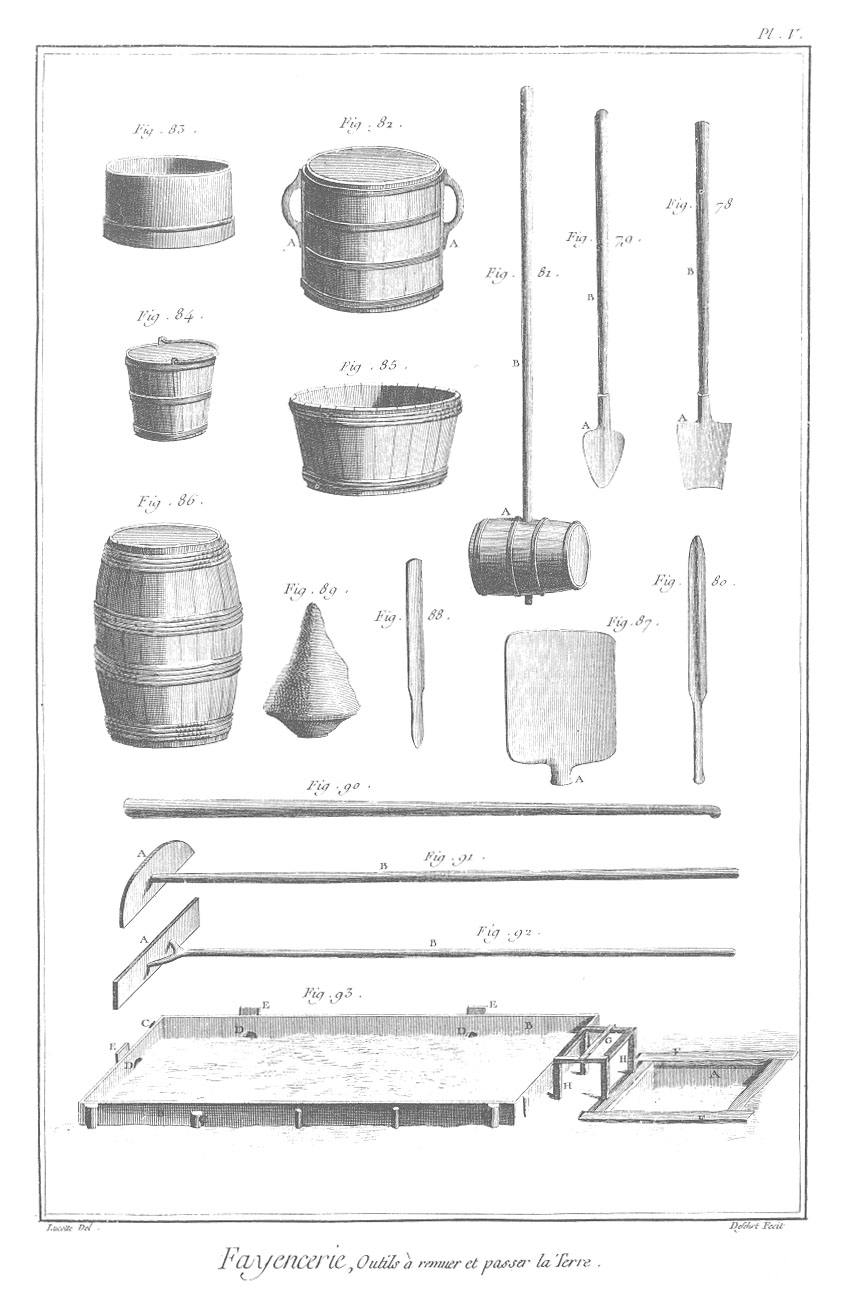 Pl. V.
Fig. 83.
Fig. 82.
A
A
Fig. 81.
B
A
Fig. 79.
B
A
Fig. 78
B
A
Fig. 84.
Fig. 85.
Fig. 86.
Fig. 89.
Fig. 88.
Fig. 87.
A
Fig. 80.
Fig. 90.
Fig. 91.
A
B
Fig. 92.
A
B
Fig. 93.
E
E
C
D
D
B
E
D
B
G
H
H
F
A
Lucotte Del.
Defehrt Fecit
Fayencerie, Outils à remuer et passer la Terre.